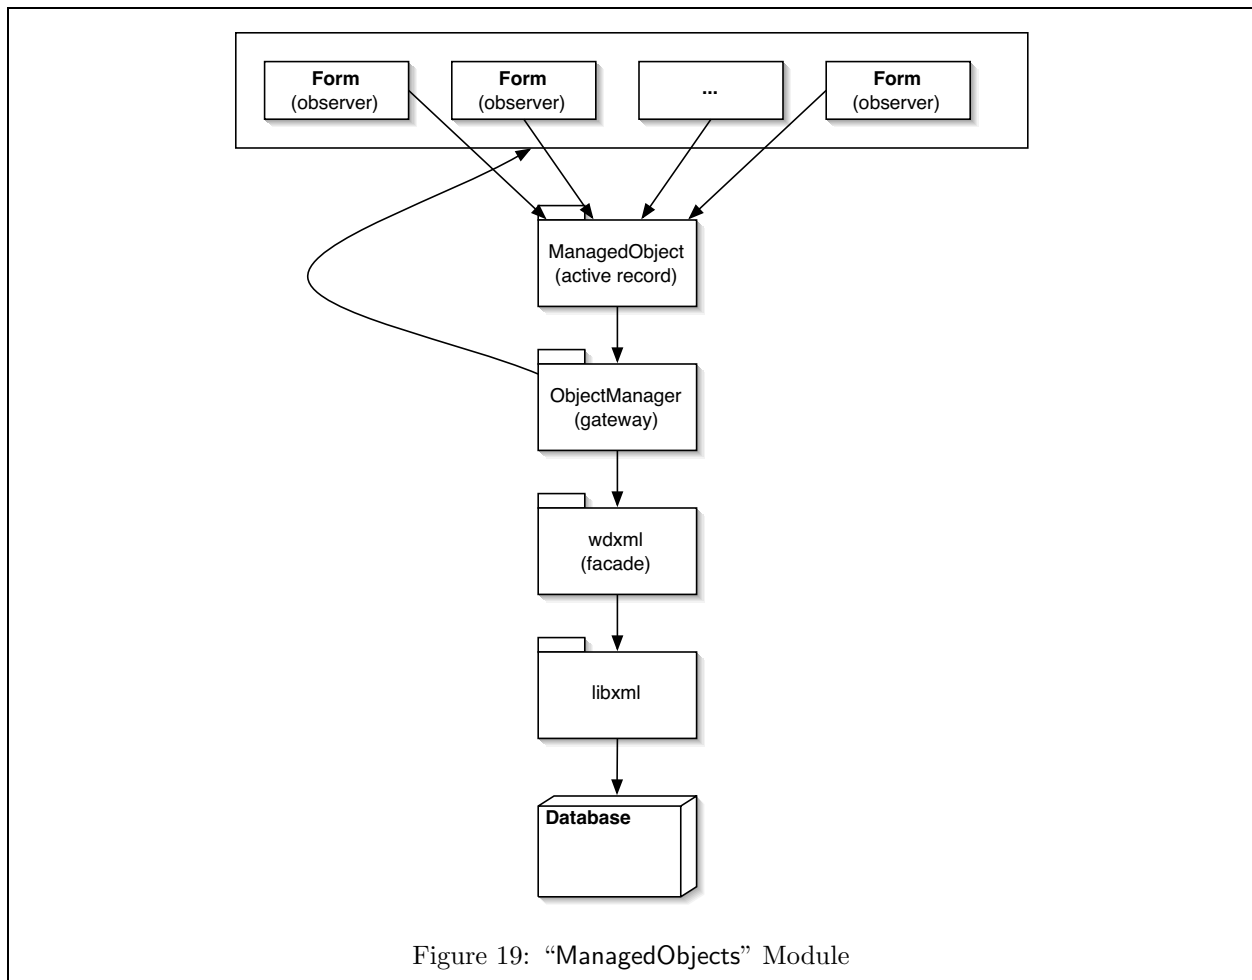 Form
(observer)
Form
(observer)
...
Form
(observer)
ManagedObject
(active record)
ObjectManager
(gateway)
wdxml
(facade)
libxml
Database
Figure 19: “ManagedObjects” Module